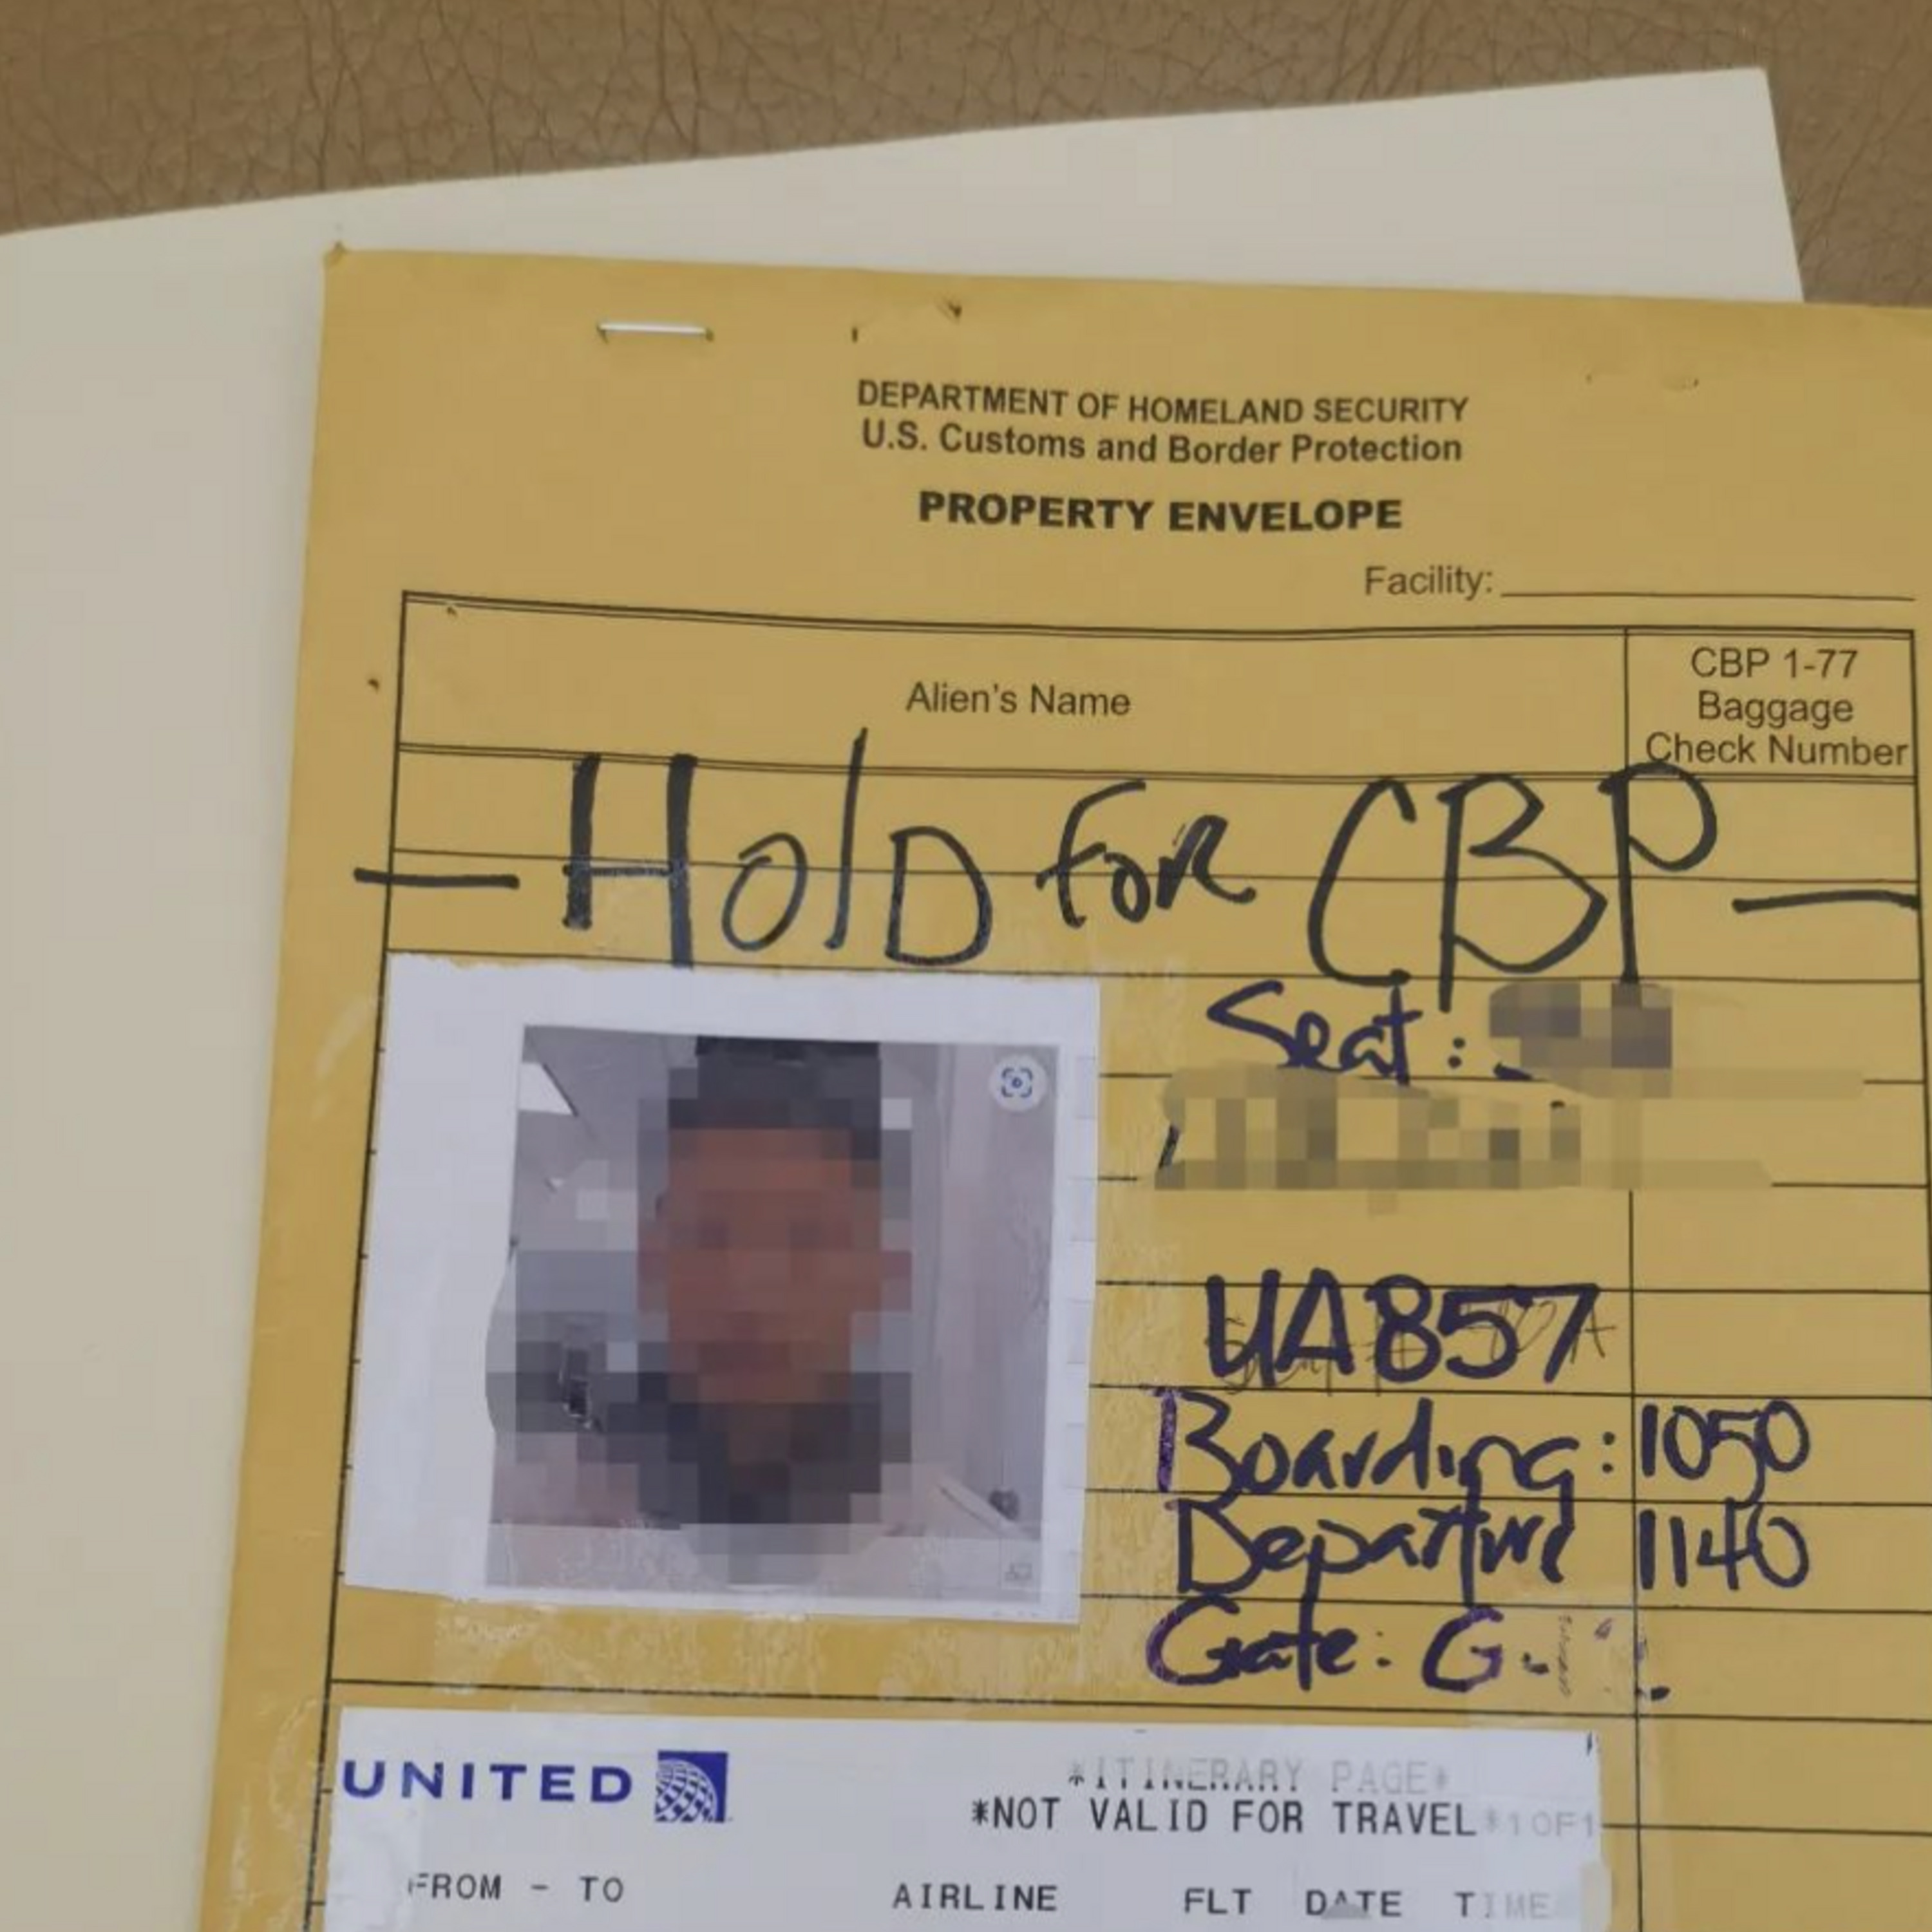 DEPARTMENT OF HOMELAND SECURITY
U.S. Customs and Border Protection
PROPERTY ENVELOPE
Facility:
Alien's Name
CBP 1-77
Baggage
Check Number
— HolD FoR CBP —
Seat:
UA857
Boarding: 1050
Departure 1140
Gate: G
UNITED
*ITINERARY PAGE*
*NOT VALID FOR TRAVEL*1OF1
FROM - TO AIRLINE FLT DATE TIME